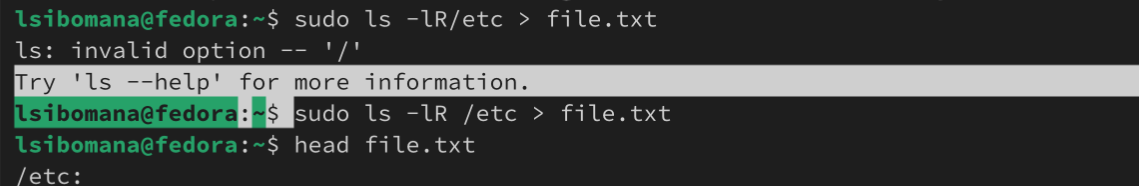 lsibomana@fedora:~$ sudo ls -lR/etc > file.txt
ls: invalid option -- '/'
Try 'ls --help' for more information.
lsibomana@fedora:~$ sudo ls -lR /etc > file.txt
lsibomana@fedora:~$ head file.txt
/etc: